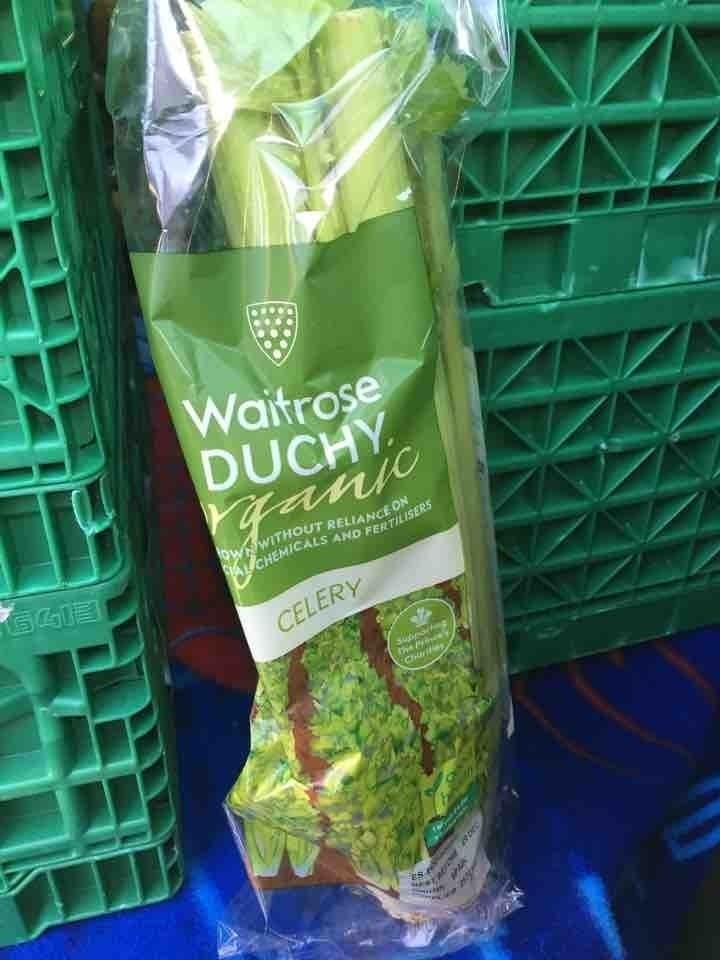 Waitrose
DUCHY
organic
WITHOUT RELIANCE ON
CHEMICALS AND FERTILISERS
CELERY
Supporting
The Prince's
Charities